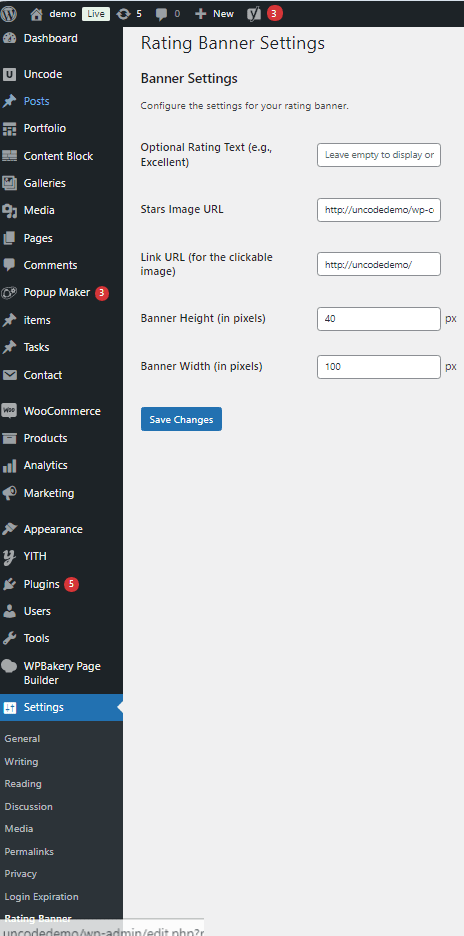 demo Live 5 0 New 3
Dashboard
Uncode
Posts
Portfolio
Content Block
Galleries
Media
Pages
Comments
Popup Maker 3
items
Tasks
Contact
WooCommerce
Products
Analytics
Marketing
Appearance
YITH
Plugins 5
Users
Tools
WPBakery Page
Builder
Settings
General
Writing
Reading
Discussion
Media
Permalinks
Privacy
Login Expiration
Rating Banner
uncodedemo/wp-admin/edit.php?
Rating Banner Settings
Banner Settings
Configure the settings for your rating banner.
Optional Rating Text (e.g.,
Excellent)
Leave empty to display or
Stars Image URL
http://uncodedemo/wp-c
Link URL (for the clickable
image)
http://uncodedemo/
Banner Height (in pixels)
40 px
Banner Width (in pixels)
100 px
Save Changes